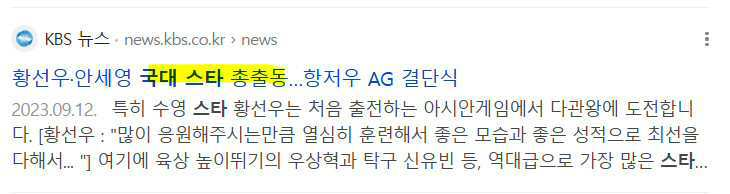 KBS 뉴스 · news.kbs.co.kr › news
황선우·안세영 국대 스타 총출동...항저우 AG 결단식
2023.09.12. 특히 수영 스타 황선우는 처음 출전하는 아시안게임에서 다관왕에 도전합니
다. [황선우 : "많이 응원해주시는만큼 열심히 훈련해서 좋은 모습과 좋은 성적으로 최선을
다해서... "] 여기에 육상 높이뛰기의 우상혁과 탁구 신유빈 등, 역대급으로 가장 많은 스타...